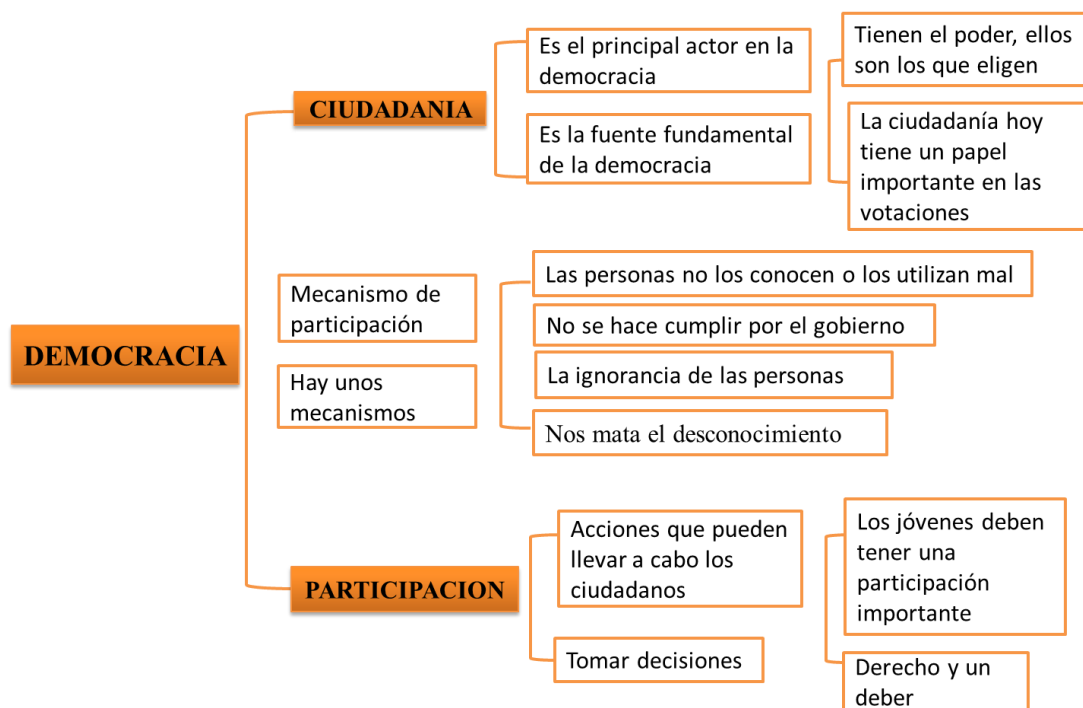 DEMOCRACIA
CIUDADANIA
Es el principal actor en la
democracia
Es la fuente fundamental
de la democracia
Tienen el poder, ellos
son los que eligen
La ciudadanía hoy
tiene un papel
importante en las
votaciones
Mecanismo de
participación
Hay unos
mecanismos
Las personas no los conocen o los utilizan mal
No se hace cumplir por el gobierno
La ignorancia de las personas
Nos mata el desconocimiento
PARTICIPACION
Acciones que pueden
llevar a cabo los
ciudadanos
Tomar decisiones
Los jóvenes deben
tener una
participación
importante
Derecho y un
deber